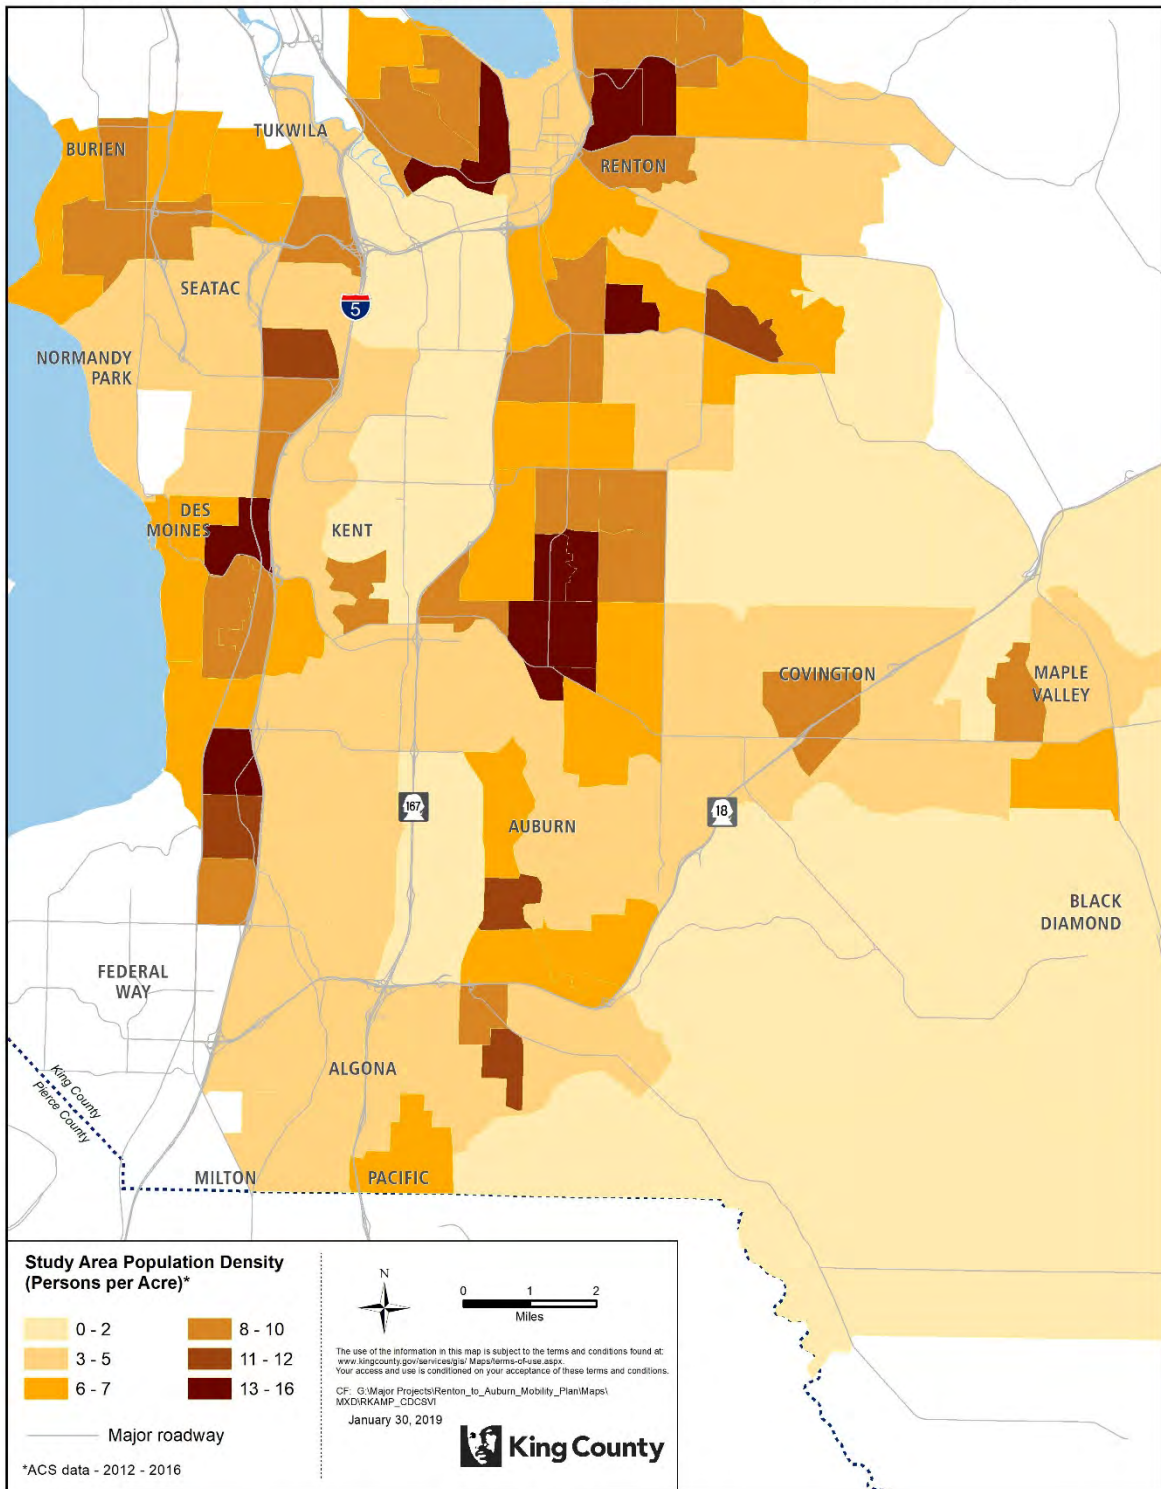 TUKWILA
BURIEN
RENTON
SEATAC
5
NORMANDY
PARK
DES
MOINES
KENT
COVINGTON
MAPLE
VALLEY
167
18
AUBURN
BLACK
DIAMOND
FEDERAL
WAY
King County
Pierce County
ALGONA
MILTON
PACIFIC
Study Area Population Density
(Persons per Acre)*
0 - 2
3 - 5
6 - 7
8 - 10
11 - 12
13 - 16
Major roadway
*ACS data - 2012 - 2016
N
0 1 2
Miles
The use of the information in this map is subject to the terms and conditions found at:
www.kingcounty.gov/services/gis/ Maps/terms-of-use.aspx.
Your access and use is conditioned on your acceptance of these terms and conditions.
CF: G:\Major Projects\Renton_to_Auburn_Mobility_Plan\Maps\
MXD\RKAMP_CDCSVI
January 30, 2019
King County